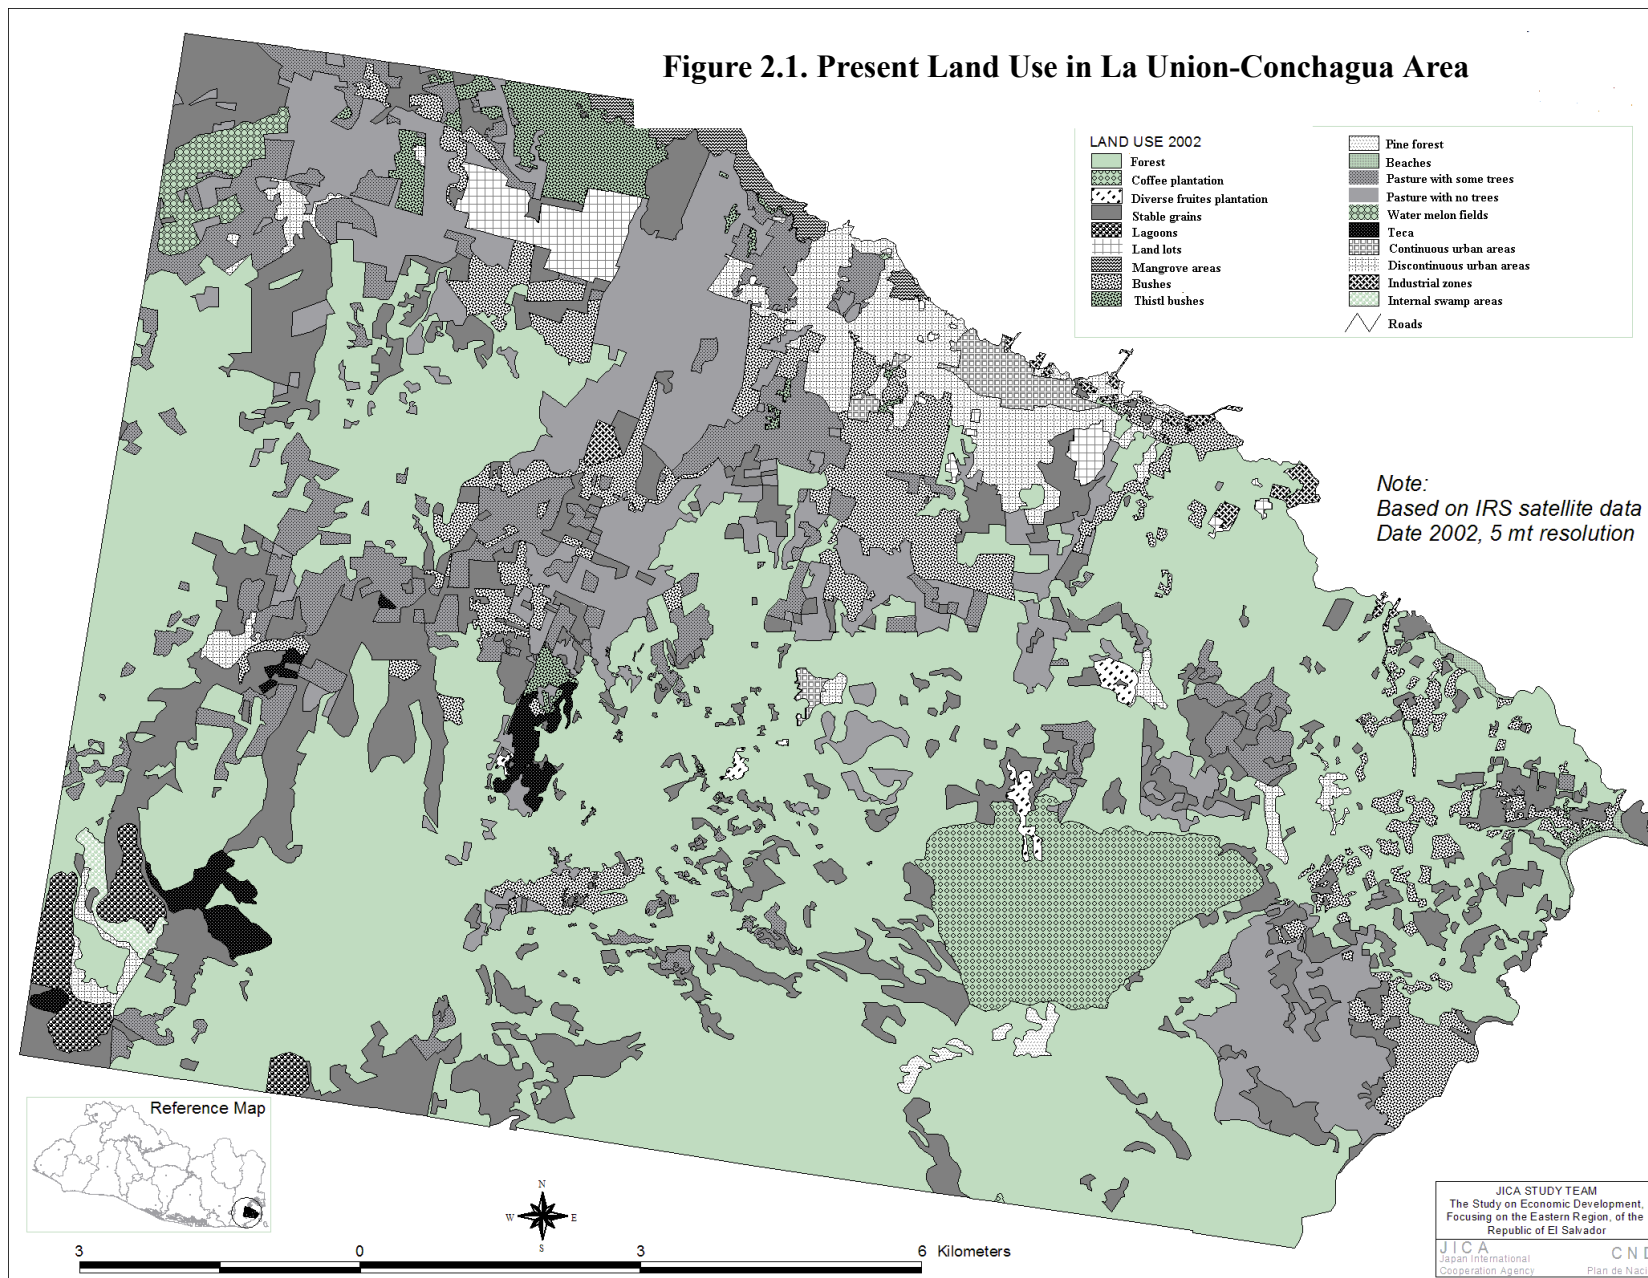 Figure 2.1. Present Land Use in La Union-Conchagua Area
LAND USE 2002
Forest
Coffee plantation
Diverse fruites plantation
Stable grains
Lagoons
Land lots
Mangrove areas
Bushes
Thistl bushes
Pine forest
Beaches
Pasture with some trees
Pasture with no trees
Water melon fields
Teca
Continuous urban areas
Discontinuous urban areas
Industrial zones
Internal swamp areas
Roads
Note:
Based on IRS satellite data
Date 2002, 5 mt resolution
Reference Map
N
W E
S
3 0 3 6 Kilometers
JICA STUDY TEAM
The Study on Economic Development,
Focusing on the Eastern Region, of the
Republic of El Salvador
JICA
Japan International
Cooperation Agency
CND
Plan de Naci